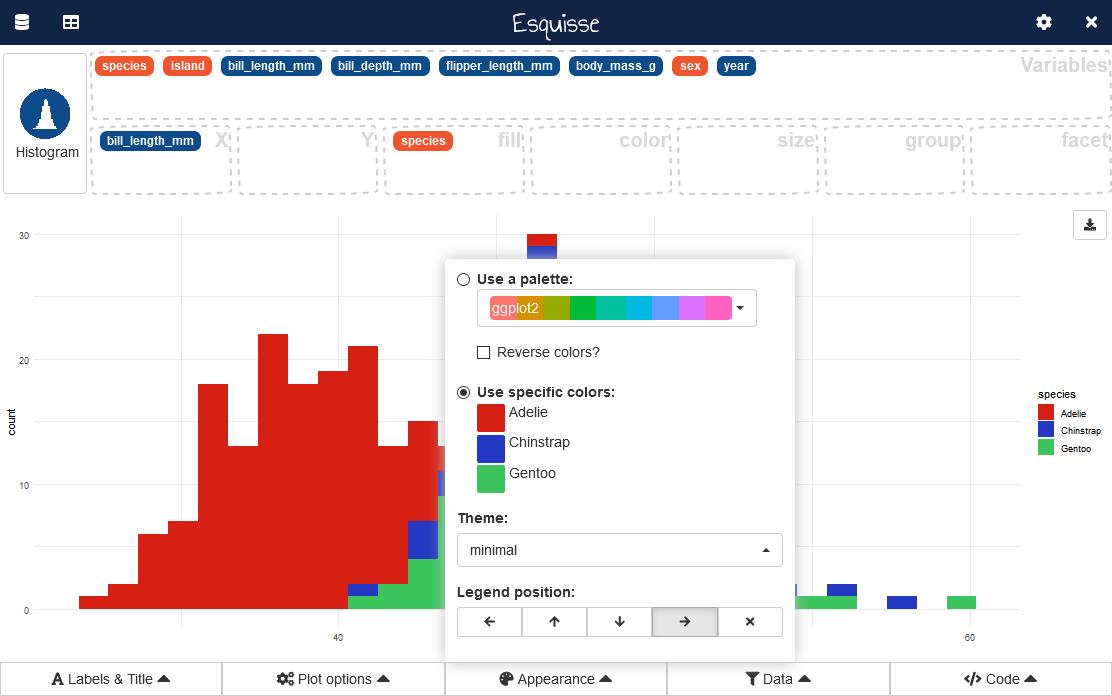 Esquisse
Histogram
species island bill_length_mm bill_depth_mm flipper_length_mm body_mass_g sex year Variables
bill_length_mm X Y species fill color size group facet
30
20
10
0
count
40
60
Use a palette:
ggplot2
Reverse colors?
Use specific colors:
Adelie
Chinstrap
Gentoo
Theme:
minimal
Legend position:
species
Adelie
Chinstrap
Gentoo
Labels & Title Plot options Appearance Data Code